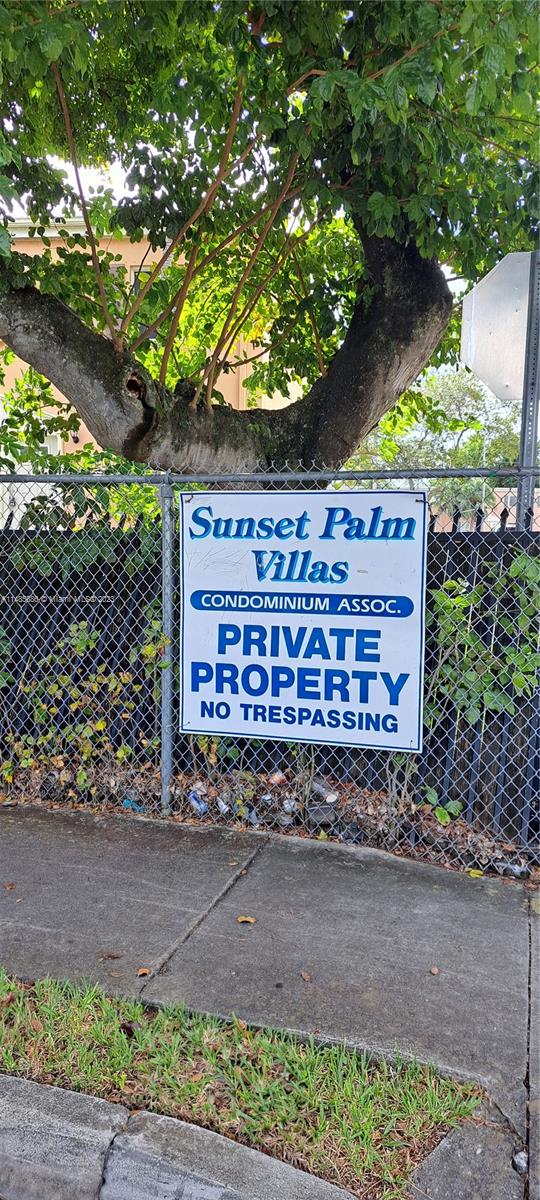 Sunset Palm
Villas
CONDOMINIUM ASSOC.
PRIVATE
PROPERTY
NO TRESPASSING